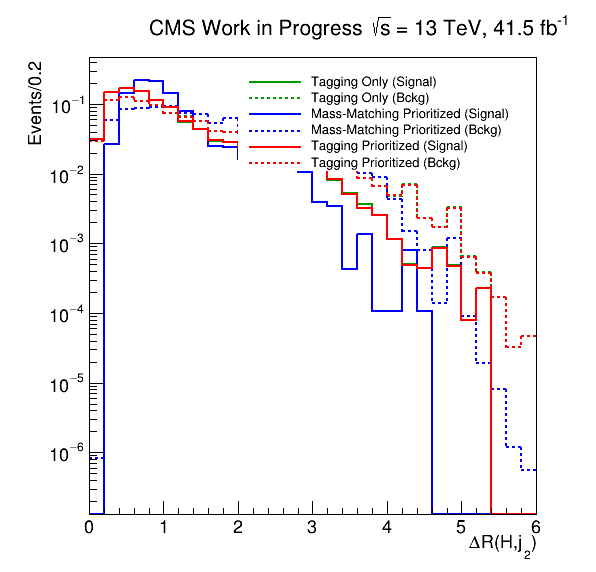 CMS Work in Progress √s = 13 TeV, 41.5 fb⁻¹
Events/0.2
Tagging Only (Signal)
Tagging Only (Bckg)
Mass-Matching Prioritized (Signal)
Mass-Matching Prioritized (Bckg)
Tagging Prioritized (Signal)
Tagging Prioritized (Bckg)
10⁻¹
10⁻²
10⁻³
10⁻⁴
10⁻⁵
10⁻⁶
0 1 2 3 4 5 6
ΔR(H,j₂)